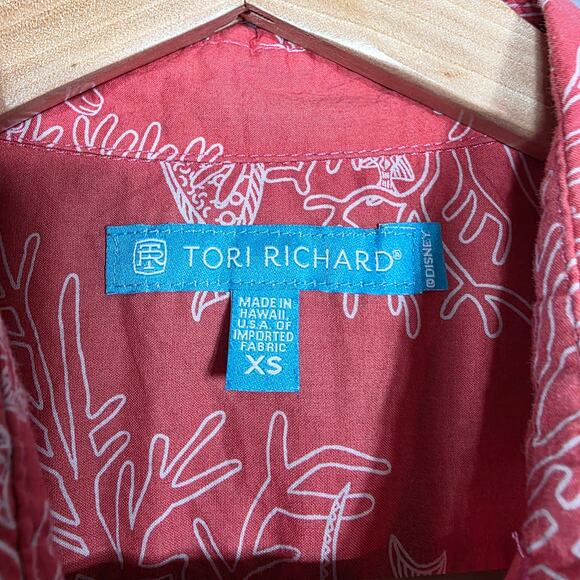 TR TORI RICHARD®
©DISNEY
MADE IN
HAWAII,
U.S.A. OF
IMPORTED
FABRIC
XS